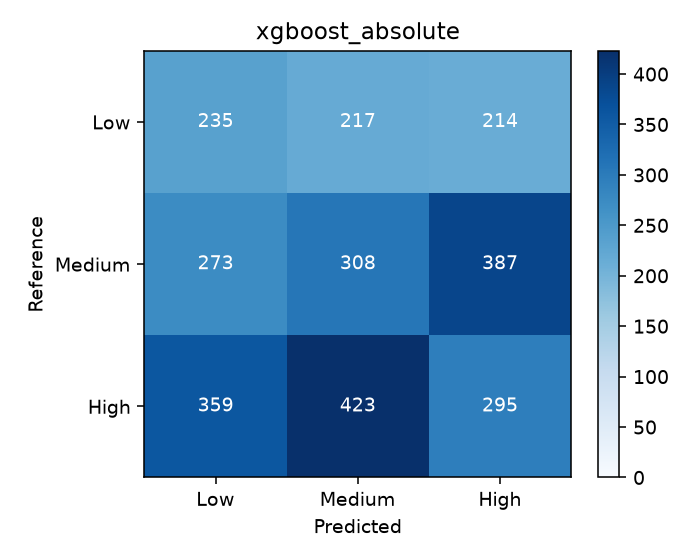 xgboost_absolute
Reference
Low 235 217 214
Medium 273 308 387
High 359 423 295
Low Medium High
Predicted
400
350
300
250
200
150
100
50
0